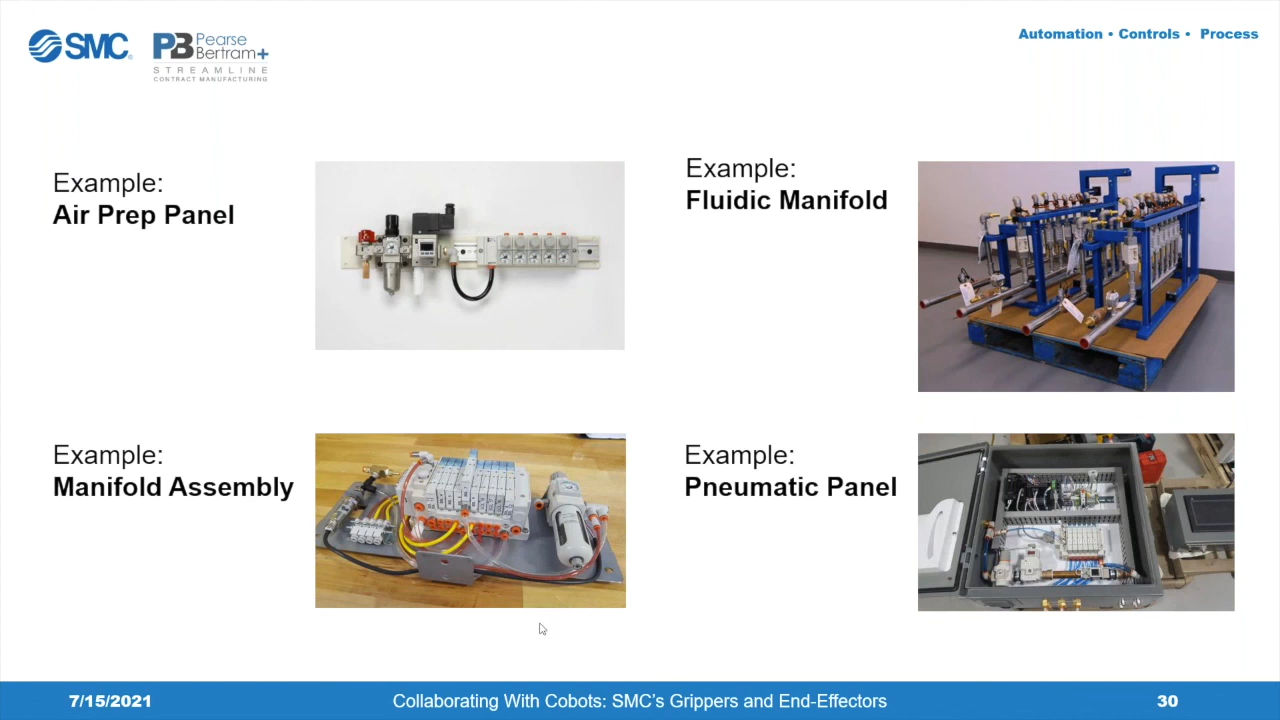 SMC
PB Pearse
Bertram+
STREAMLINE
CONTRACT MANUFACTURING
Automation • Controls • Process
Example:
Air Prep Panel
Example:
Fluidic Manifold
Example:
Manifold Assembly
Example:
Pneumatic Panel
7/15/2021
Collaborating With Cobots: SMC's Grippers and End-Effectors
30